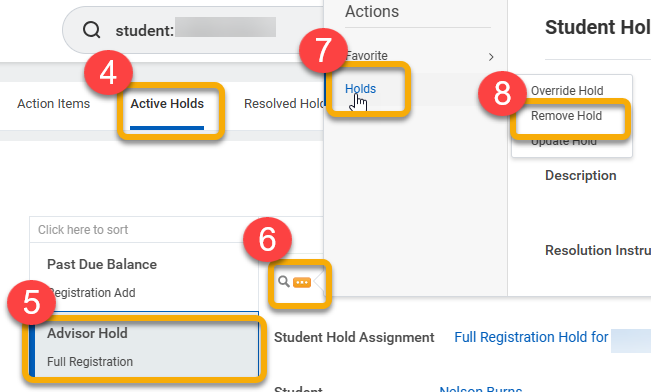 student:
Actions
Student Hol
7
Favorite
4
Holds
8
Override Hold
Action Items
Active Holds
Resolved Hold
Remove Hold
Update Hold
Description
Click here to sort
6
Resolution Instru
Past Due Balance
Registration Add
5
Advisor Hold
Full Registration
Student Hold Assignment
Full Registration Hold for
Student
Nelson Burns